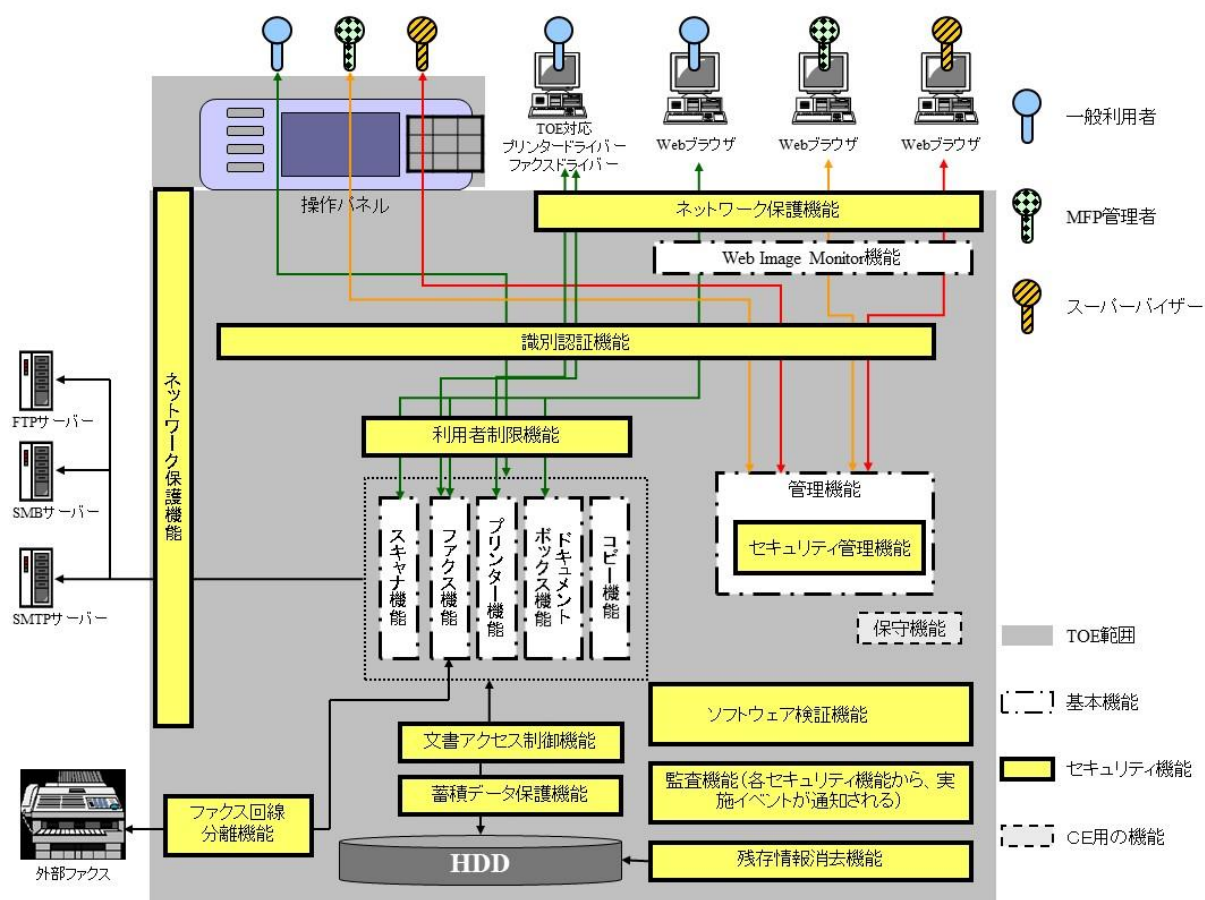 TOE対応
プリンタードライバー
ファクスドライバー
Webブラウザ
Webブラウザ
Webブラウザ
操作パネル
ネットワーク保護機能
Web Image Monitor機能
識別認証機能
ネットワーク保護機能
利用者制限機能
スキャナ機能
ファクス機能
プリンター機能
ドキュメント
ボックス機能
コピー機能
管理機能
セキュリティ管理機能
保守機能
FTPサーバー
SMBサーバー
SMTPサーバー
文書アクセス制御機能
蓄積データ保護機能
HDD
ファクス回線
分離機能
外部ファクス
ソフトウェア検証機能
監査機能(各セキュリティ機能から、実
施イベントが通知される)
残存情報消去機能
一般利用者
MFP管理者
スーパーバイザー
TOE範囲
基本機能
セキュリティ機能
CE用の機能